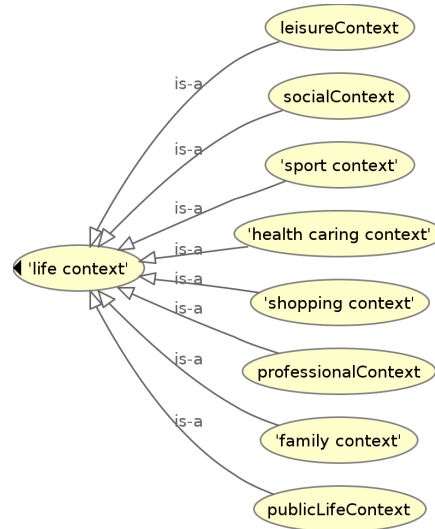 leisureContext
is-a
socialContext
is-a
'sport context'
is-a
'health caring context'
is-a
'life context'
is-a
'shopping context'
is-a
professionalContext
is-a
'family context'
is-a
publicLifeContext